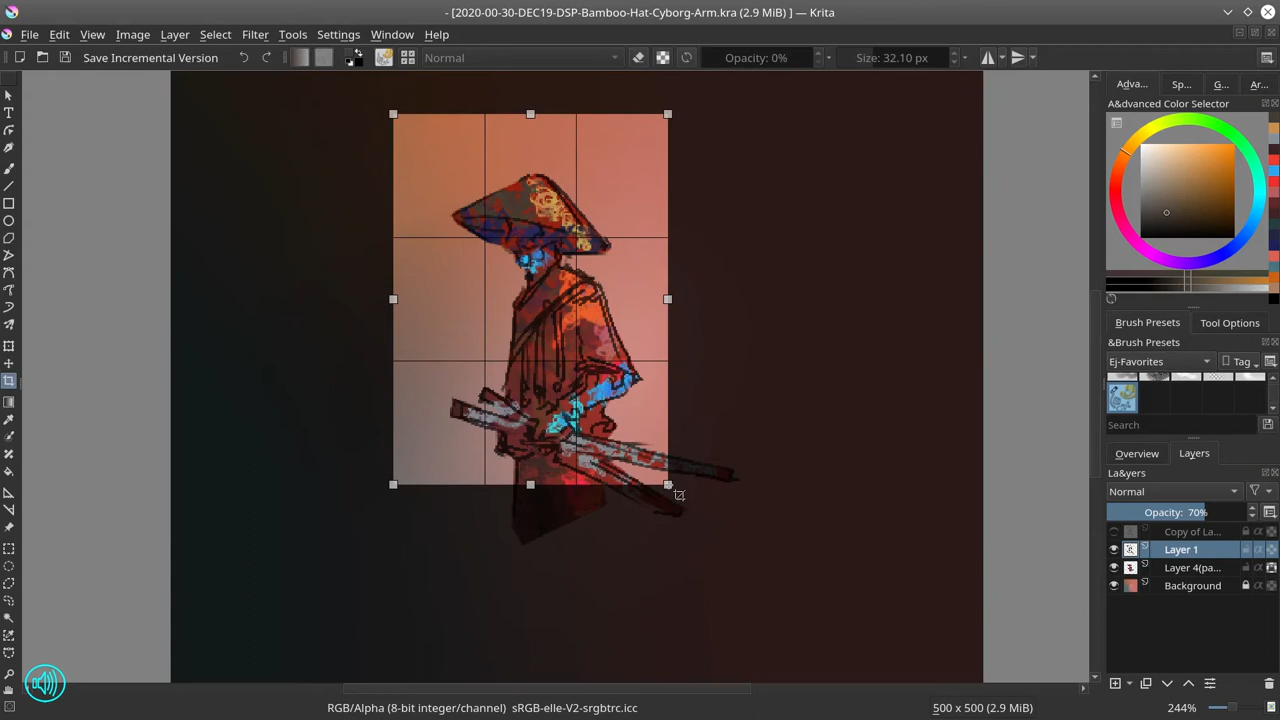 - [2020-00-30-DEC19-DSP-Bamboo-Hat-Cyborg-Arm.kra (2.9 MiB) ] — Krita
File Edit View Image Layer Select Filter Tools Settings Window Help
Save Incremental Version Normal Opacity: 0% Size: 32.10 px
Adva... Sp... G... Ar...
A&dvanced Color Selector
Brush Presets Tool Options
&Brush Presets
Ej-Favorites Tag
Search
Overview Layers
La&yers
Normal
Opacity: 70%
Copy of La...
Layer 1
Layer 4(pa...
Background
RGB/Alpha (8-bit integer/channel) sRGB-elle-V2-srgbtrc.icc 500 x 500 (2.9 MiB) 244%